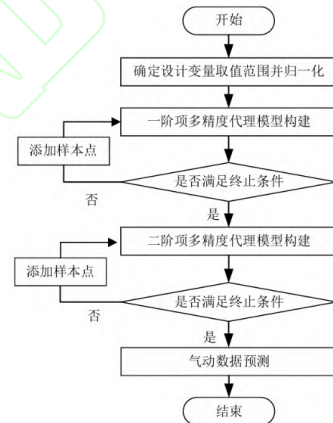 开始
确定设计变量取值范围并归一化
一阶项多精度代理模型构建
添加样本点
是否满足终止条件
否
是
二阶项多精度代理模型构建
添加样本点
是否满足终止条件
否
是
气动数据预测
结束